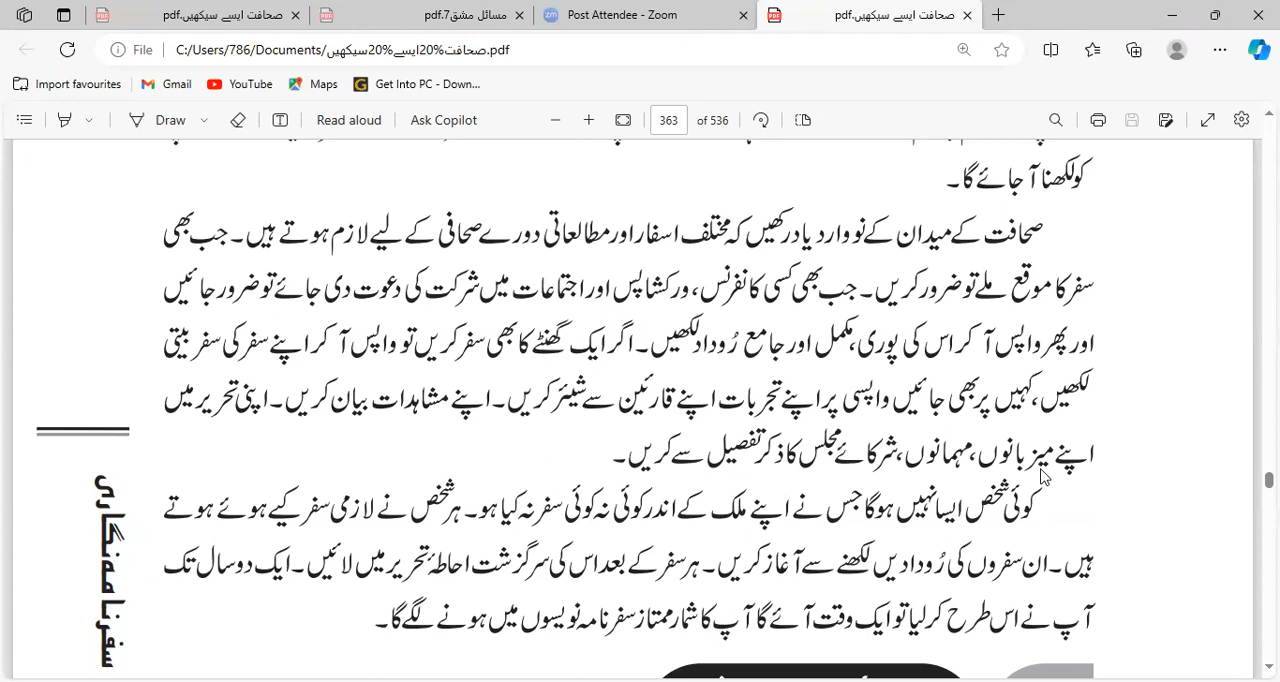 صحافت ایسے سیکھیں.pdf
مسائل مشق7.pdf
Post Attendee - Zoom
صحافت ایسے سیکھیں.pdf
File
C:/Users/786/Documents/صحافت%20ایسے%20سیکھیں.pdf
Import favourites
Gmail
YouTube
Maps
Get Into PC - Down...
Draw
Read aloud
Ask Copilot
363 of 536
کو لکھنا آ جائے گا۔
صحافت کے میدان کے نو وارد یاد رکھیں کہ مختلف اسفار اور مطالعاتی دورے صحافی کے لیے لازم ہوتے ہیں۔ جب بھی
سفر کا موقع ملے تو ضرور کریں۔ جب بھی کسی کانفرنس، ورکشاپس اور اجتماعات میں شرکت کی دعوت دی جائے تو ضرور جائیں
اور پھر واپس آ کر اس کی پوری، مکمل اور جامع رُوداد لکھیں۔ اگر ایک گھنٹے کا بھی سفر کریں تو واپس آ کر اپنے سفر کی سفر بیتی
لکھیں، کہیں پر بھی جائیں واپسی پر اپنے تجربات اپنے قارئین سے شیئر کریں۔ اپنے مشاہدات بیان کریں۔ اپنی تحریر میں
اپنے میزبانوں، مہمانوں، شرکائے مجلس کا ذکر تفصیل سے کریں۔
کوئی شخص ایسا نہیں ہوگا جس نے اپنے ملک کے اندر کوئی نہ کوئی سفر نہ کیا ہو۔ ہر شخص نے لازمی سفر کیے ہوئے ہوتے
ہیں۔ ان سفروں کی رُودادیں لکھنے سے آغاز کریں۔ ہر سفر کے بعد اس کی سرگزشت احاطۂ تحریر میں لائیں۔ ایک دو سال تک
آپ نے اس طرح کر لیا تو ایک وقت آئے گا آپ کا شمار ممتاز سفرنامہ نویسوں میں ہونے لگے گا۔
سفرنامہ نگاری